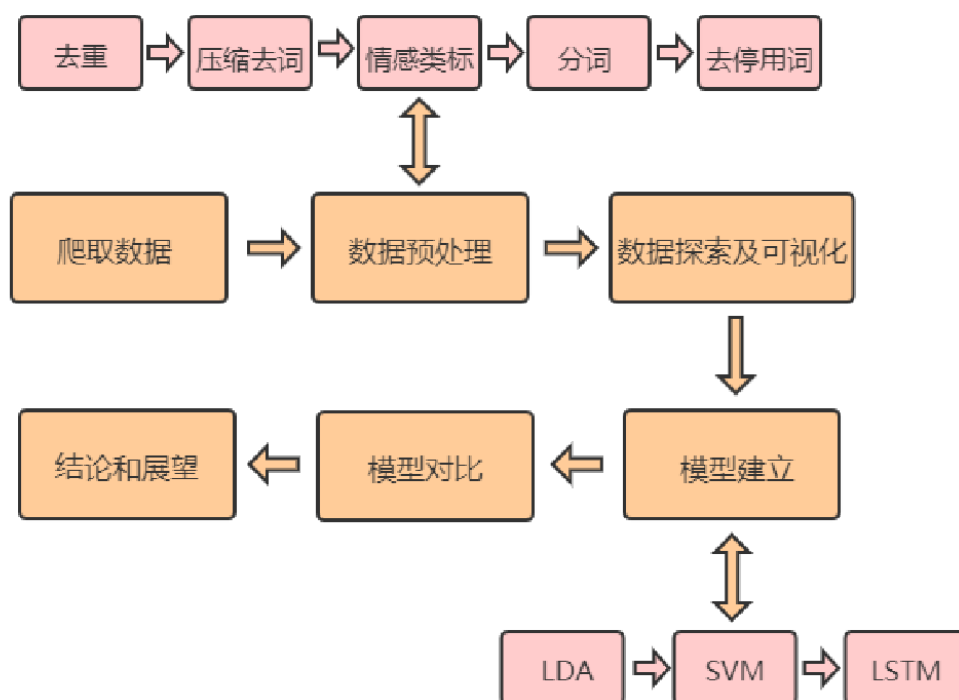 去重
压缩去词
情感类标
分词
去停用词
爬取数据
数据预处理
数据探索及可视化
结论和展望
模型对比
模型建立
LDA
SVM
LSTM